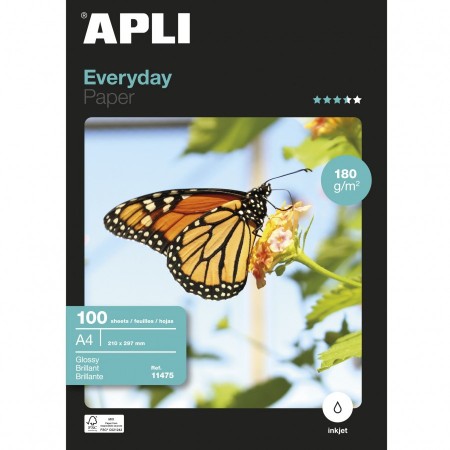 ®APLI
Everyday
Paper
180
g/m²
100 sheets / feuilles / hojas
A4 210 x 297 mm
Glossy
Brillant
Brillante
Ref.
11475
FSC
inkjet